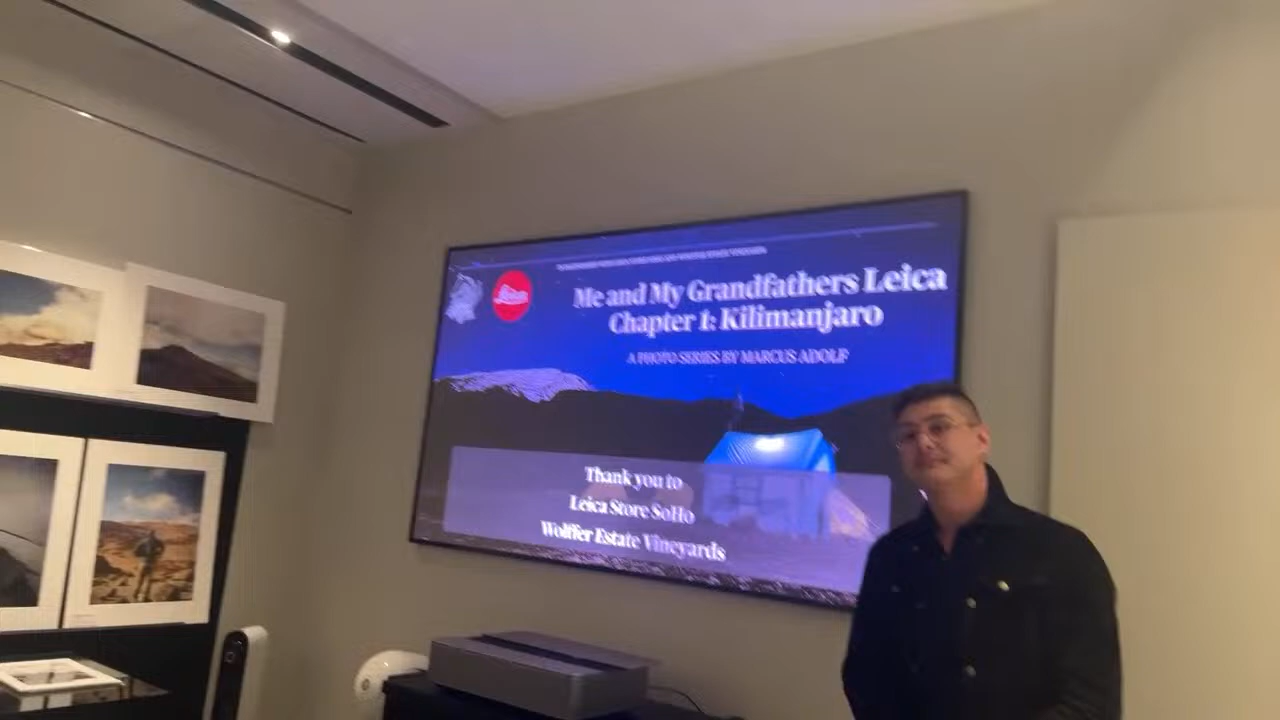 Leica
Me and My Grandfathers Leica
Chapter 1: Kilimanjaro
A PHOTO SERIES BY MARCUS ADOLF
Thank you to
Leica Store SoHo
Wolffer Estate Vineyards